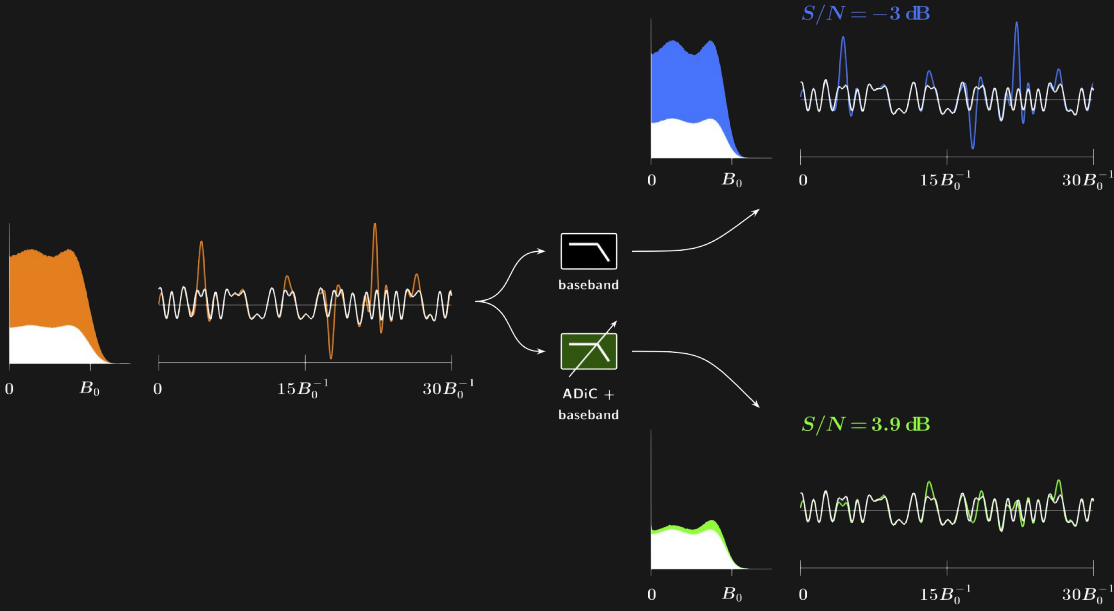 S/N = −3 dB
0
B₀
0
15B₀⁻¹
30B₀⁻¹
baseband
0
B₀
0
15B₀⁻¹
30B₀⁻¹
ADiC +
baseband
S/N = 3.9 dB
0
B₀
0
15B₀⁻¹
30B₀⁻¹